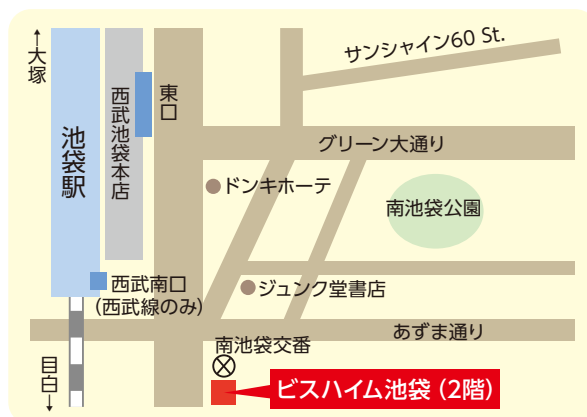 ←大塚
サンシャイン60 St.
東口
西武池袋本店
池袋駅
グリーン大通り
ドンキホーテ
南池袋公園
西武南口
(西武線のみ)
ジュンク堂書店
あずま通り
南池袋交番
目白→
ビスハイム池袋（2階）